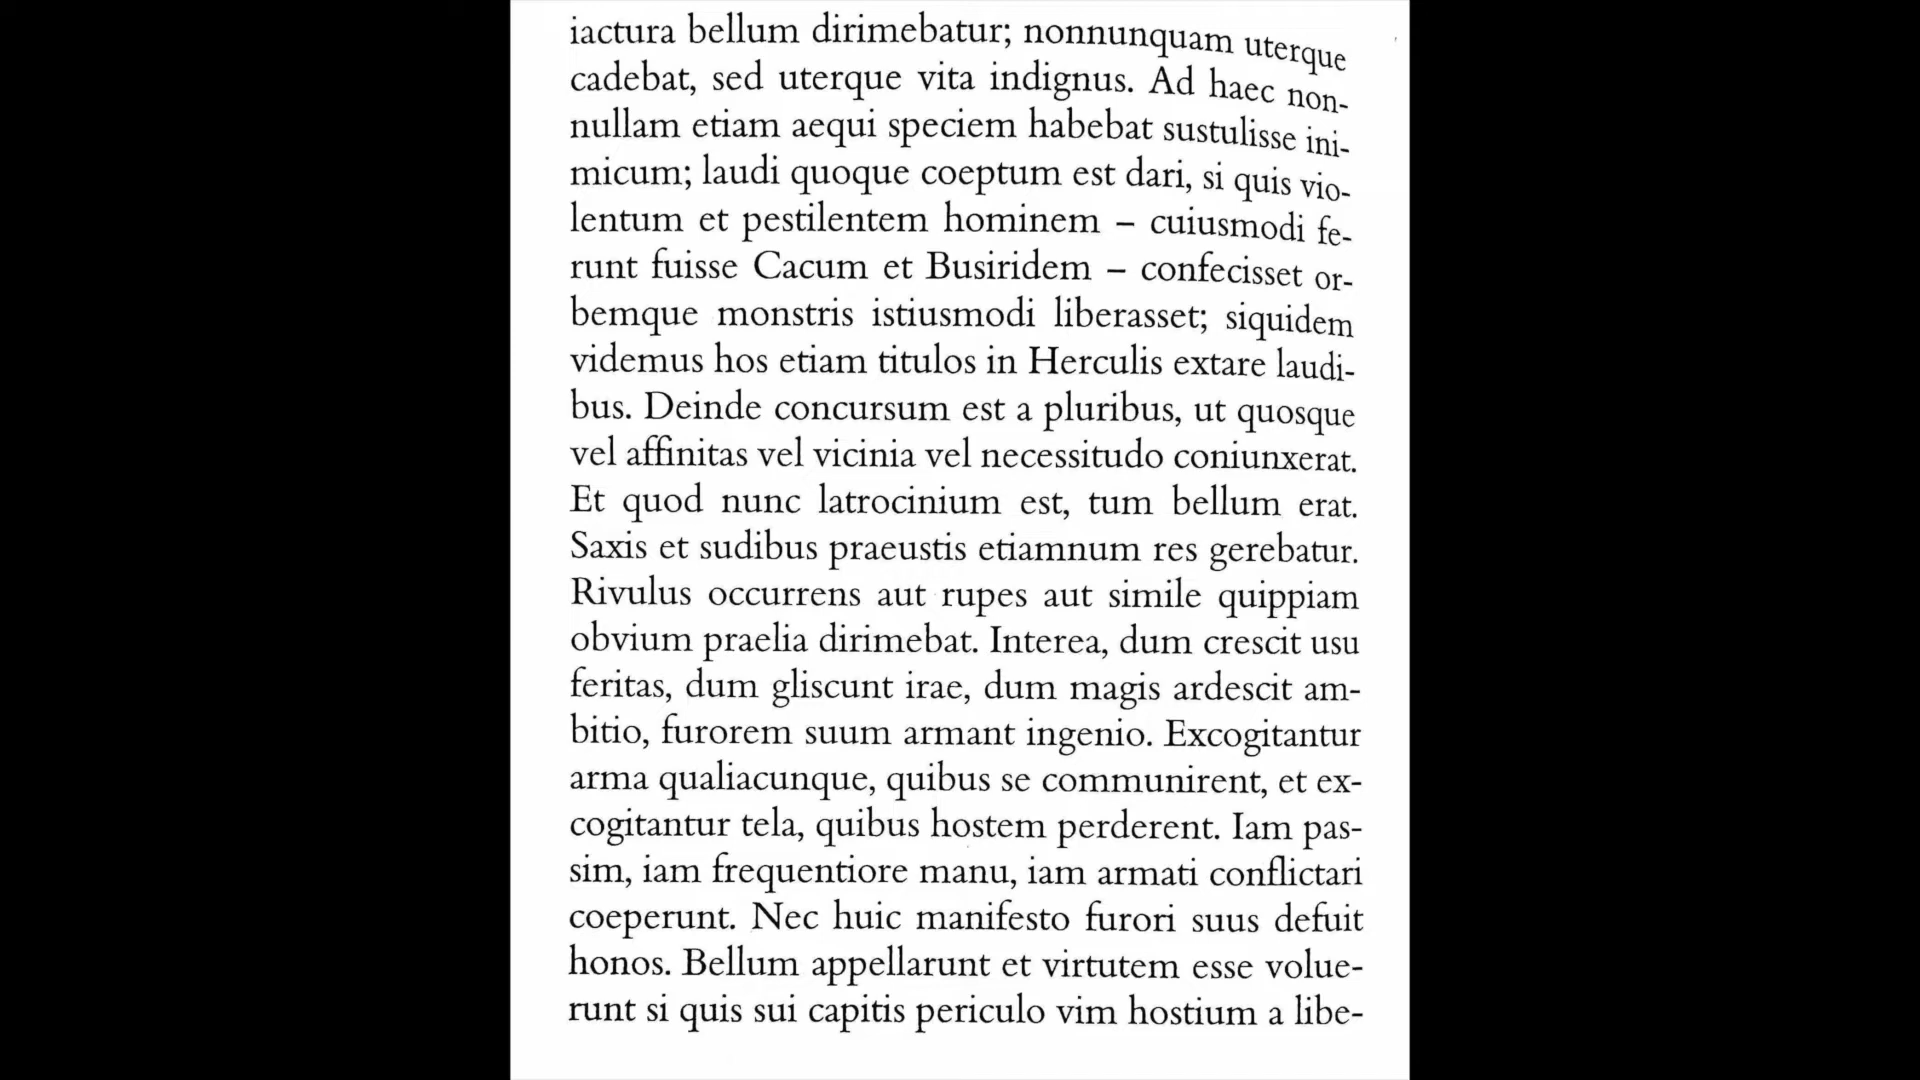 iactura bellum dirimebatur; nonnunquam uterque
cadebat, sed uterque vita indignus. Ad haec non-
nullam etiam aequi speciem habebat sustulisse ini-
micum; laudi quoque coeptum est dari, si quis vio-
lentum et pestilentem hominem – cuiusmodi fe-
runt fuisse Cacum et Busiridem – confecisset or-
bemque monstris istiusmodi liberasset; siquidem
videmus hos etiam titulos in Herculis extare laudi-
bus. Deinde concursum est a pluribus, ut quosque
vel affinitas vel vicinia vel necessitudo coniunxerat.
Et quod nunc latrocinium est, tum bellum erat.
Saxis et sudibus praeustis etiamnum res gerebatur.
Rivulus occurrens aut rupes aut simile quippiam
obvium praelia dirimebat. Interea, dum crescit usu
feritas, dum gliscunt irae, dum magis ardescit am-
bitio, furorem suum armant ingenio. Excogitantur
arma qualiacunque, quibus se communirent, et ex-
cogitantur tela, quibus hostem perderent. Iam pas-
sim, iam frequentiore manu, iam armati conflictari
coeperunt. Nec huic manifesto furori suus defuit
honos. Bellum appellarunt et virtutem esse volue-
runt si quis sui capitis periculo vim hostium a libe-